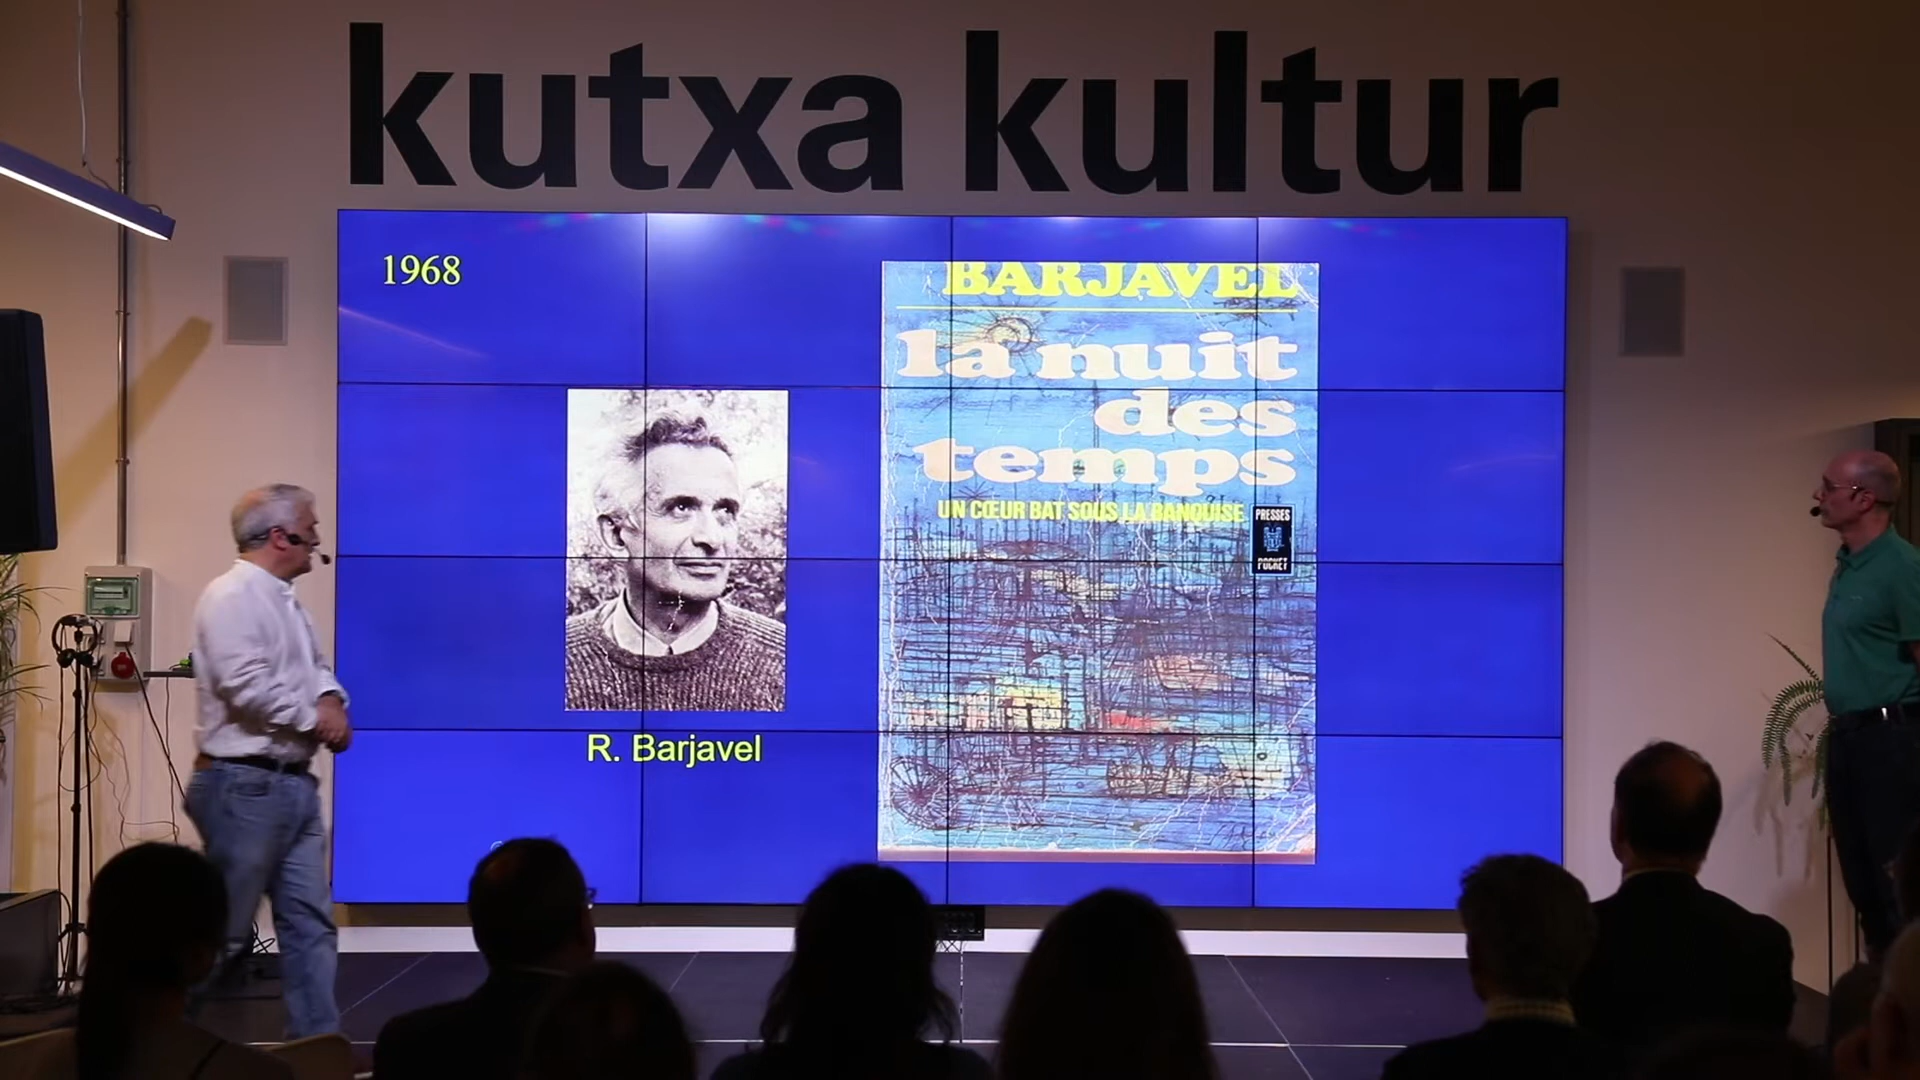 kutxa kultur
1968
BARJAVEL
la nuit
des
temps
UN CŒUR BAT SOUS LA BANQUISE
PRESSES
POCKET
R. Barjavel